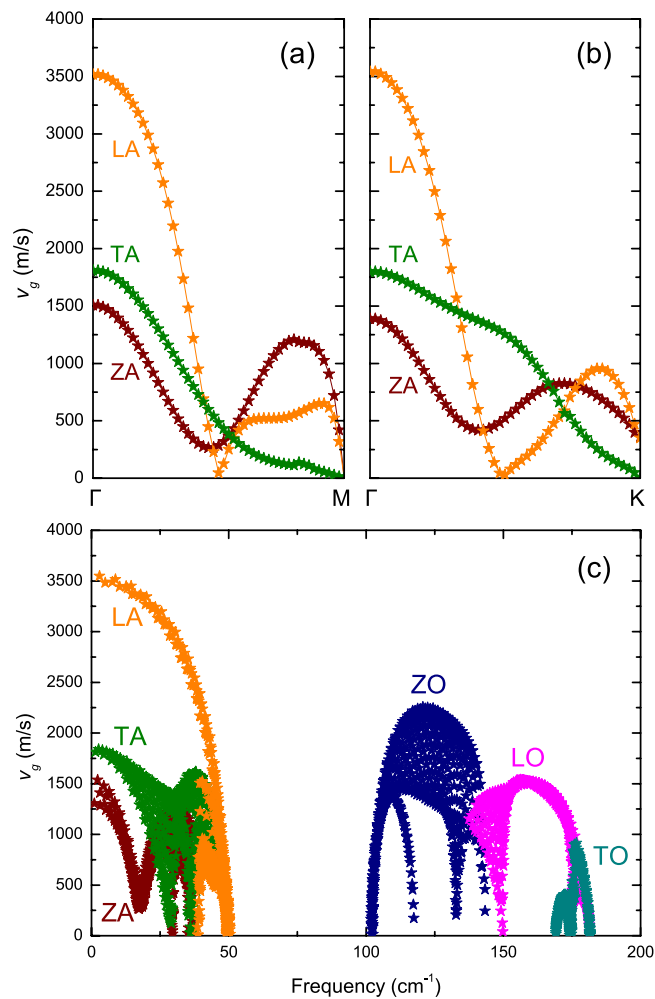 4000
3500
3000
2500
2000
1500
1000
500
0
v_g (m/s)
(a)
LA
TA
ZA
Γ
M
(b)
LA
TA
ZA
Γ
K
4000
3500
3000
2500
2000
1500
1000
500
0
v_g (m/s)
(c)
LA
TA
ZA
ZO
LO
TO
0
50
100
150
200
Frequency (cm⁻¹)